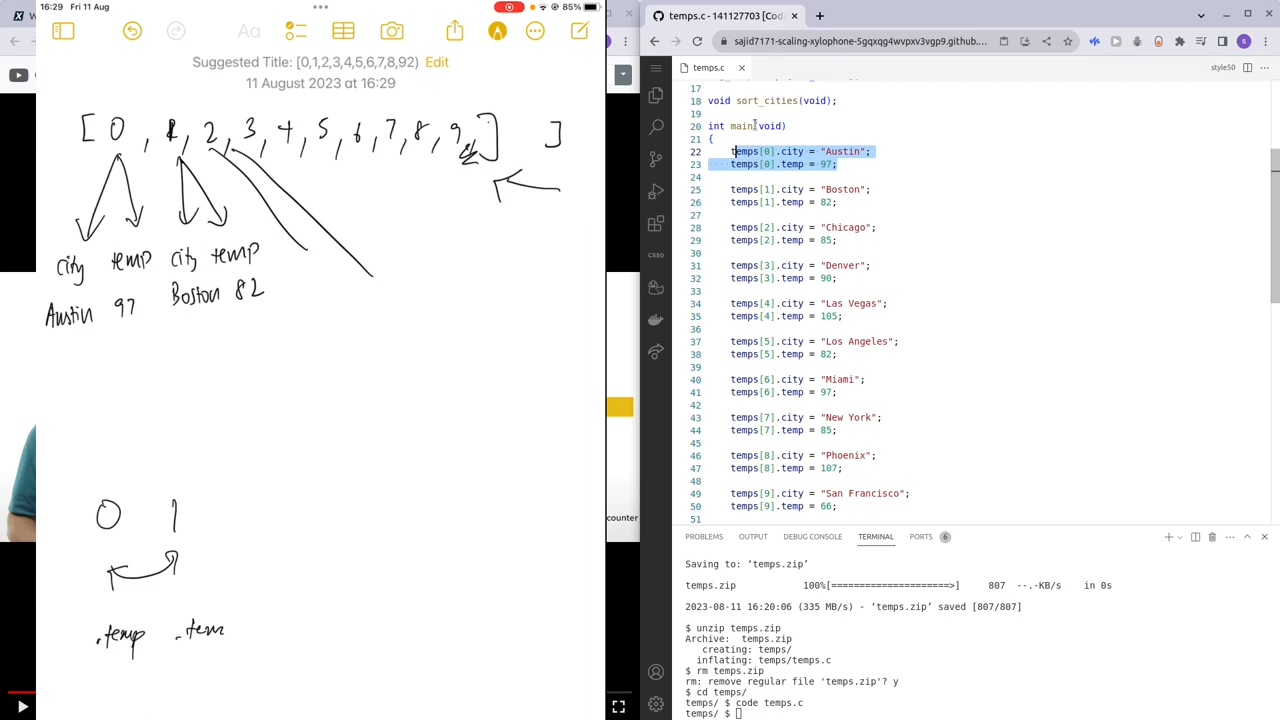 16:29 Fri 11 Aug
85%
Aa
Suggested Title: [0,1,2,3,4,5,6,7,8,92) Edit
11 August 2023 at 16:29
[ 0 , 1 , 2 , 3 , 4 , 5 , 6 , 7 , 8 , 9 ] ]
city temp city temp
Austin 97 Boston 82
0 1
.temp .tem
counter
temps.c - 141127703 [Cod
sajid7171-scaling-xylophone-5gqxqg4wvpxv3vgp9.github...
temps.c
style50
17
18 void sort_cities(void);
19
20 int main(void)
21 {
22 temps[0].city = "Austin";
23 temps[0].temp = 97;
25 temps[1].city = "Boston";
26 temps[1].temp = 82;
27
28 temps[2].city = "Chicago";
29 temps[2].temp = 85;
30
31 temps[3].city = "Denver";
32 temps[3].temp = 90;
33
34 temps[4].city = "Las Vegas";
35 temps[4].temp = 105;
36
37 temps[5].city = "Los Angeles";
38 temps[5].temp = 82;
39
40 temps[6].city = "Miami";
41 temps[6].temp = 97;
42
43 temps[7].city = "New York";
44 temps[7].temp = 85;
45
46 temps[8].city = "Phoenix";
47 temps[8].temp = 107;
48
49 temps[9].city = "San Francisco";
50 temps[9].temp = 66;
51
CS50
PROBLEMS OUTPUT DEBUG CONSOLE TERMINAL PORTS 6
Saving to: ‘temps.zip’
temps.zip 100%[=====================>] 807 --.-KB/s in 0s
2023-08-11 16:20:06 (335 MB/s) - ‘temps.zip’ saved [807/807]
$ unzip temps.zip
Archive: temps.zip
creating: temps/
inflating: temps/temps.c
$ rm temps.zip
rm: remove regular file 'temps.zip'? y
$ cd temps/
temps/ $ code temps.c
temps/ $